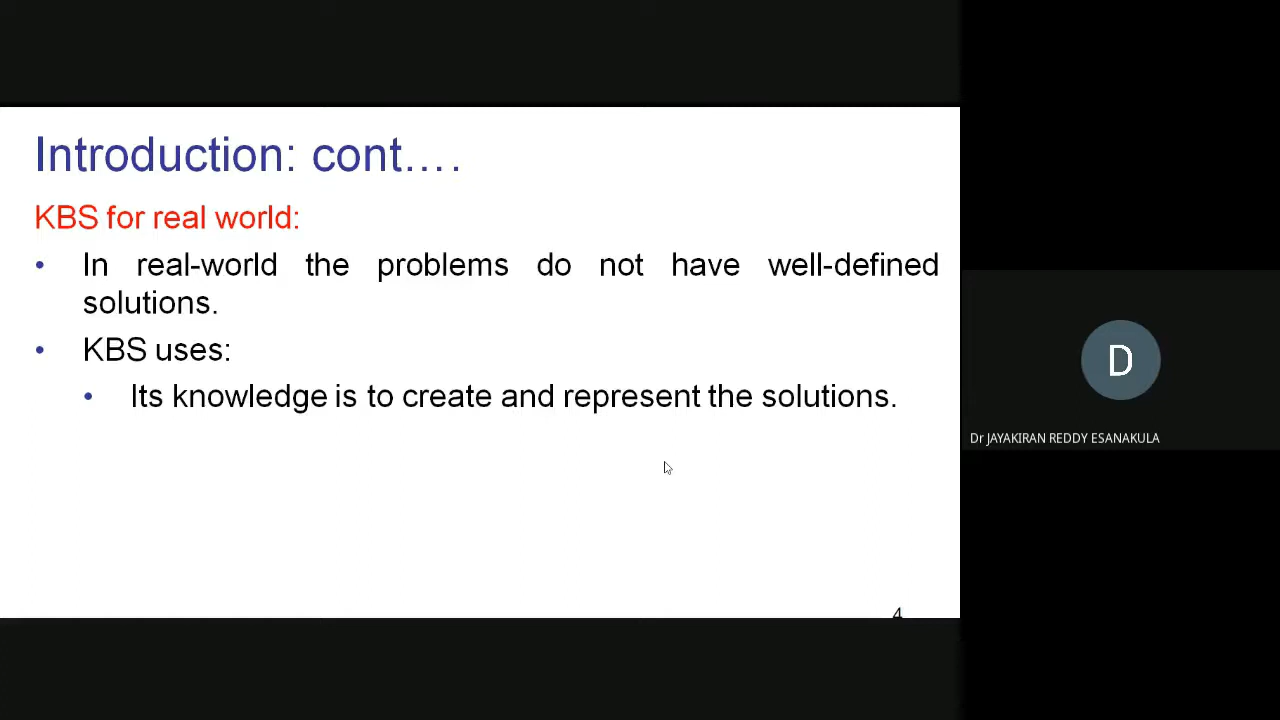 Introduction: cont….
KBS for real world:
• In real-world the problems do not have well-defined
solutions.
• KBS uses:
• Its knowledge is to create and represent the solutions.
4
D
Dr JAYAKIRAN REDDY ESANAKULA